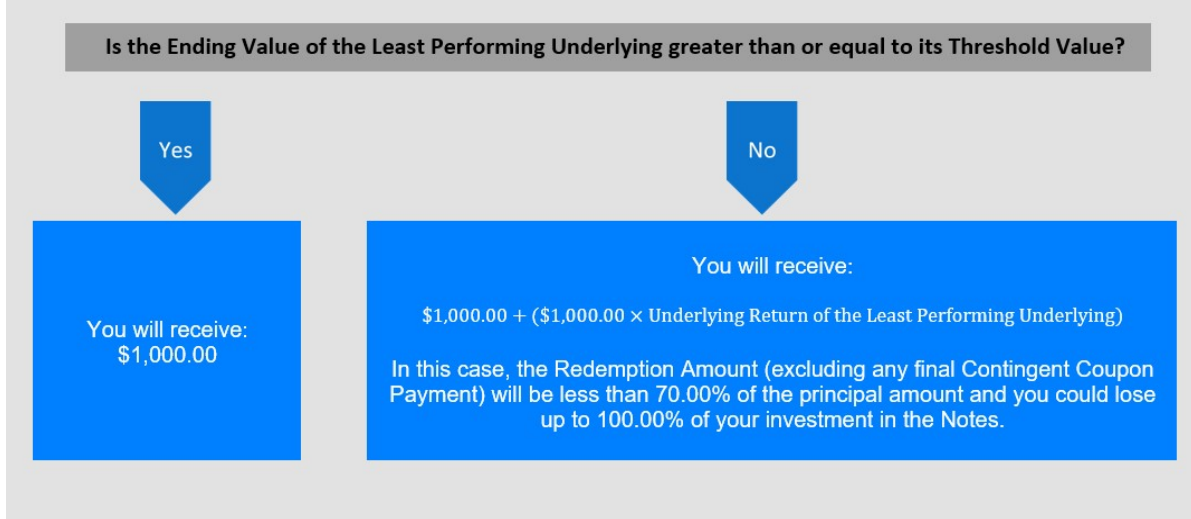 Is the Ending Value of the Least Performing Underlying greater than or equal to its Threshold Value?
Yes
No
You will receive:
$1,000.00
You will receive:
$1,000.00 + ($1,000.00 × Underlying Return of the Least Performing Underlying)
In this case, the Redemption Amount (excluding any final Contingent Coupon
Payment) will be less than 70.00% of the principal amount and you could lose
up to 100.00% of your investment in the Notes.